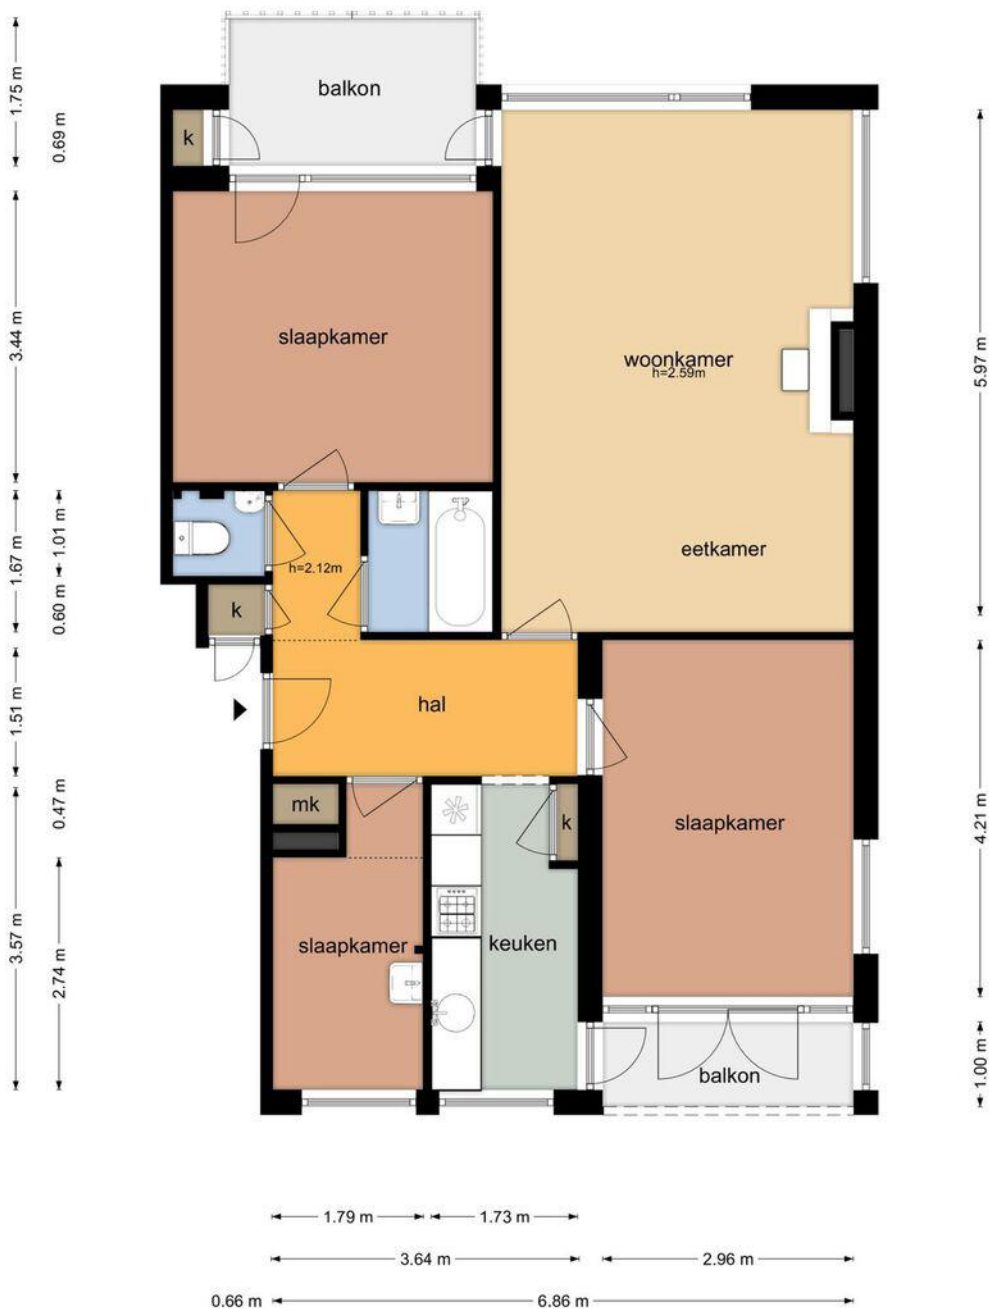 balkon
k
slaapkamer
woonkamer
h=2.59m
eetkamer
h=2.12m
k
hal
mk
k
slaapkamer
slaapkamer
keuken
balkon
1.75 m
0.69 m
3.44 m
1.67 m
1.01 m
0.60 m
1.51 m
0.47 m
3.57 m
2.74 m
5.97 m
4.21 m
1.00 m
1.79 m
1.73 m
3.64 m
2.96 m
0.66 m
6.86 m